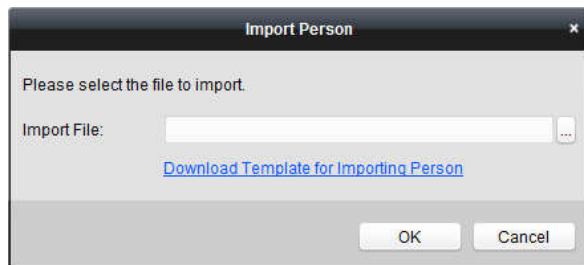 Import Person ×
Please select the file to import.
Import File: ...
Download Template for Importing Person
OK Cancel